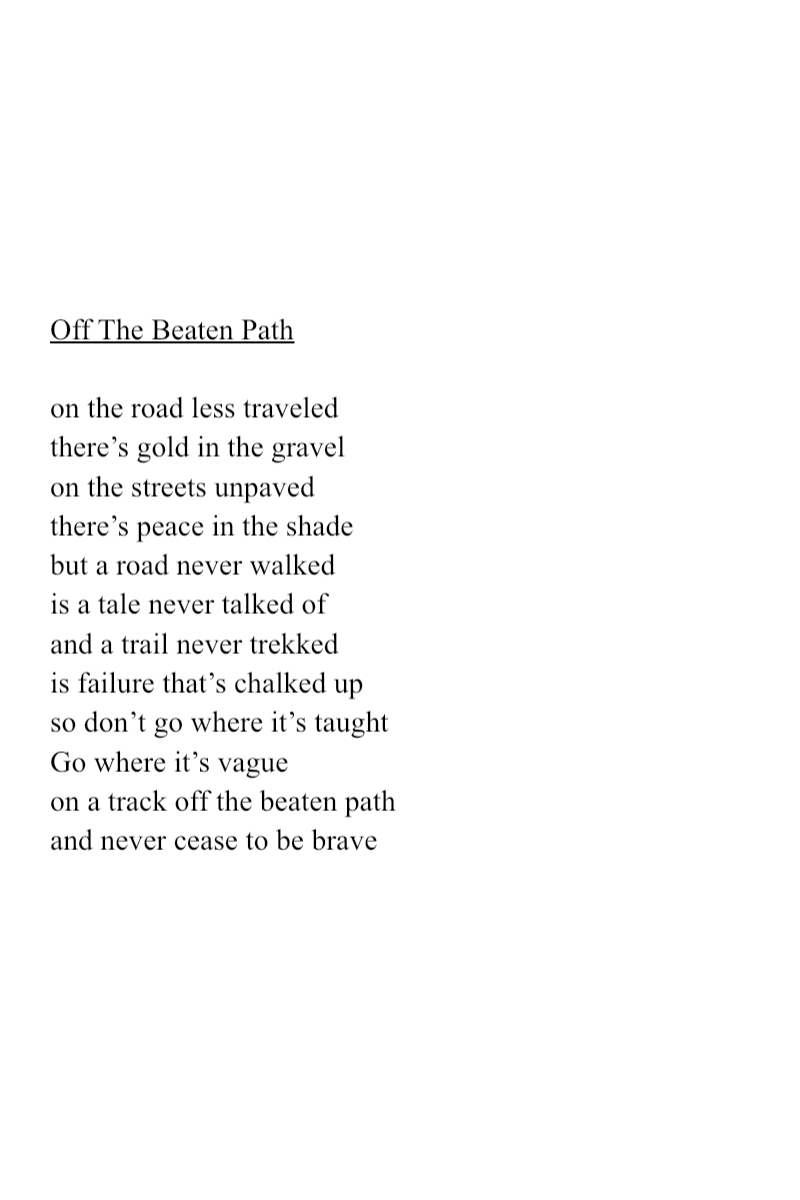 Off The Beaten Path
on the road less traveled
there’s gold in the gravel
on the streets unpaved
there’s peace in the shade
but a road never walked
is a tale never talked of
and a trail never trekked
is failure that’s chalked up
so don’t go where it’s taught
Go where it’s vague
on a track off the beaten path
and never cease to be brave